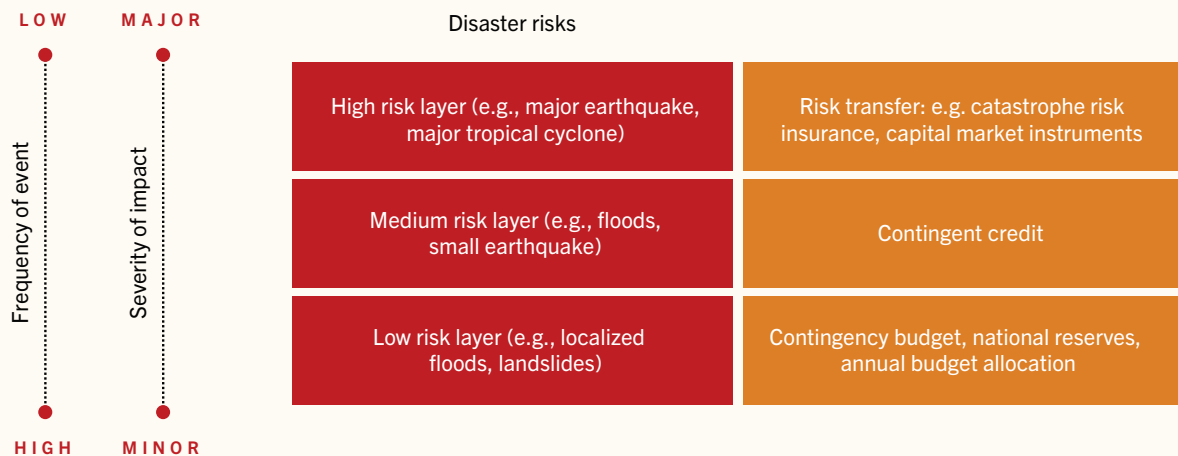 LOW
MAJOR
Disaster risks
Frequency of event
Severity of impact
High risk layer (e.g., major earthquake,
major tropical cyclone)
Risk transfer: e.g. catastrophe risk
insurance, capital market instruments
Medium risk layer (e.g., floods,
small earthquake)
Contingent credit
Low risk layer (e.g., localized
floods, landslides)
Contingency budget, national reserves,
annual budget allocation
HIGH
MINOR